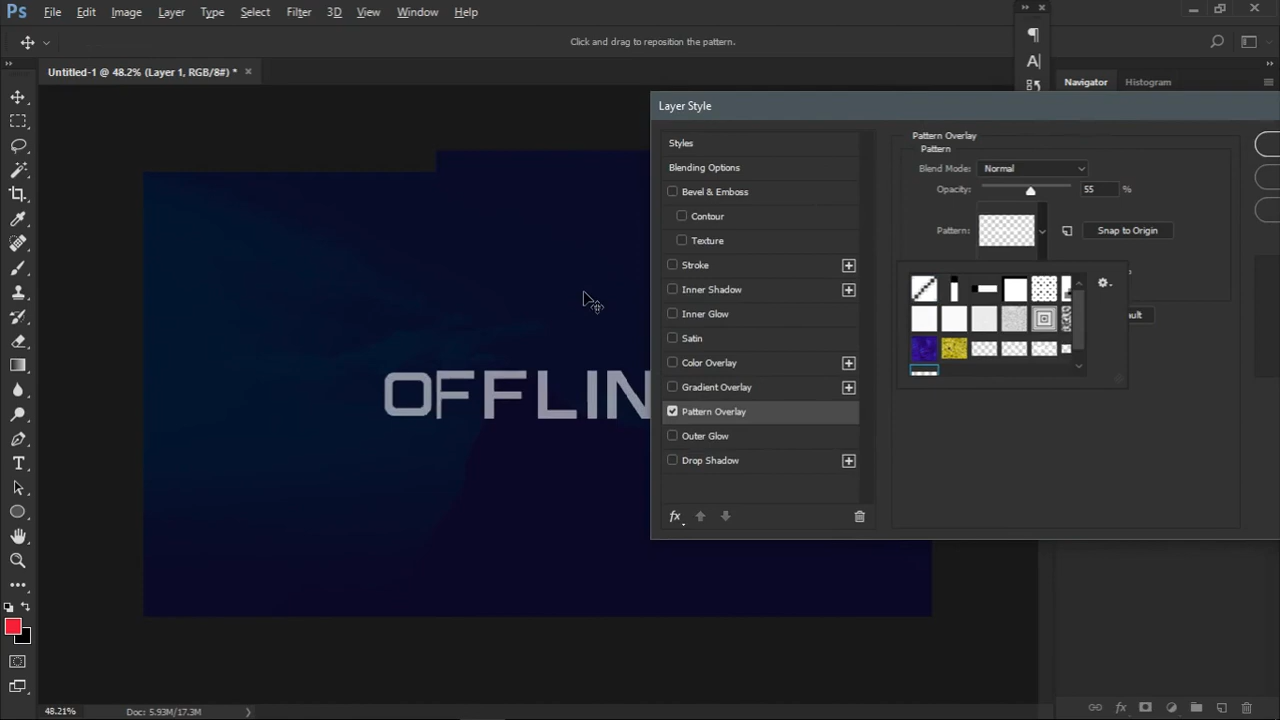 Ps File Edit Image Layer Type Select Filter 3D View Window Help
Click and drag to reposition the pattern.
Untitled-1 @ 48.2% (Layer 1, RGB/8#) *
Navigator Histogram
Layer Style
Styles
Blending Options
Bevel & Emboss
Contour
Texture
Stroke
Inner Shadow
Inner Glow
Satin
Color Overlay
Gradient Overlay
Pattern Overlay
Outer Glow
Drop Shadow
fx
Pattern Overlay
Pattern
Blend Mode: Normal
Opacity: 55 %
Pattern: Snap to Origin
OFFLIN
48.21% Doc: 5.93M/17.3M